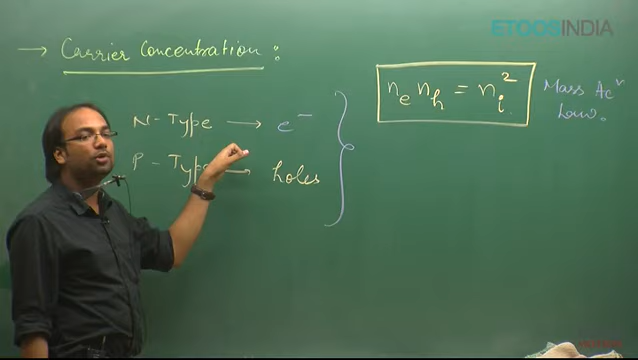 ETOOSINDIA
→ Carrier Concentration :
N - Type → e⁻
P - Type → holes
nₑ nₕ = nᵢ²
Mass Acⁿ
Law.